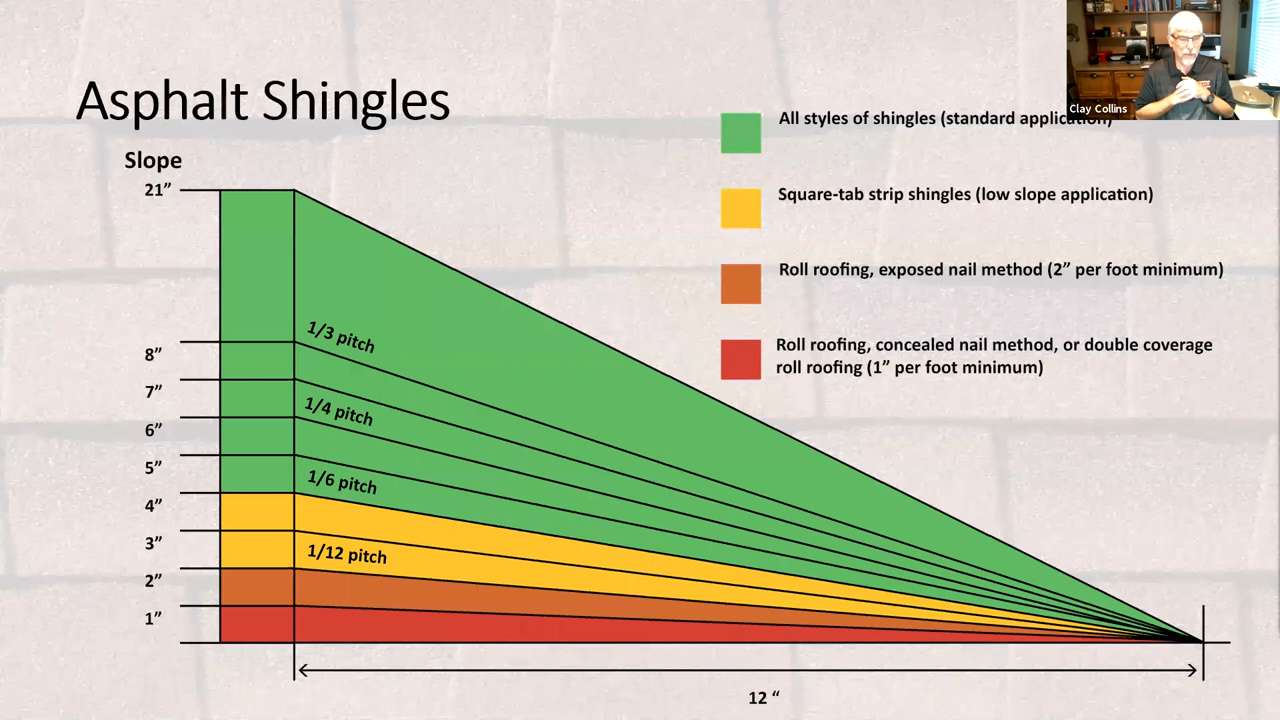 Clay Collins
Asphalt Shingles
All styles of shingles (standard application)
Square-tab strip shingles (low slope application)
Roll roofing, exposed nail method (2” per foot minimum)
Roll roofing, concealed nail method, or double coverage
roll roofing (1” per foot minimum)
Slope
21”
8”
7”
6”
5”
4”
3”
2”
1”
1/3 pitch
1/4 pitch
1/6 pitch
1/12 pitch
12 “